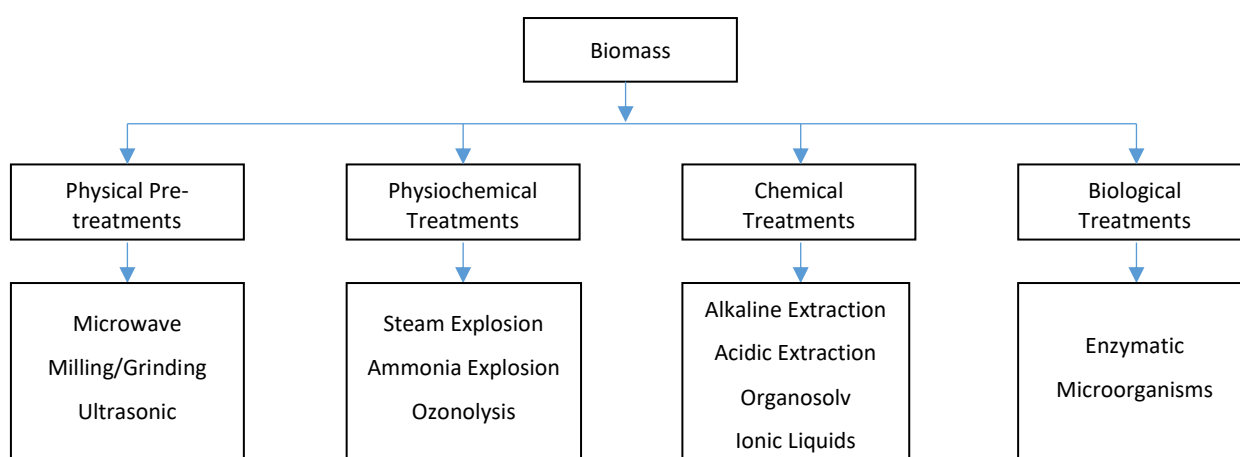 Biomass
Physical Pre-
treatments
Physiochemical
Treatments
Chemical
Treatments
Biological
Treatments
Microwave
Milling/Grinding
Ultrasonic
Steam Explosion
Ammonia Explosion
Ozonolysis
Alkaline Extraction
Acidic Extraction
Organosolv
Ionic Liquids
Enzymatic
Microorganisms